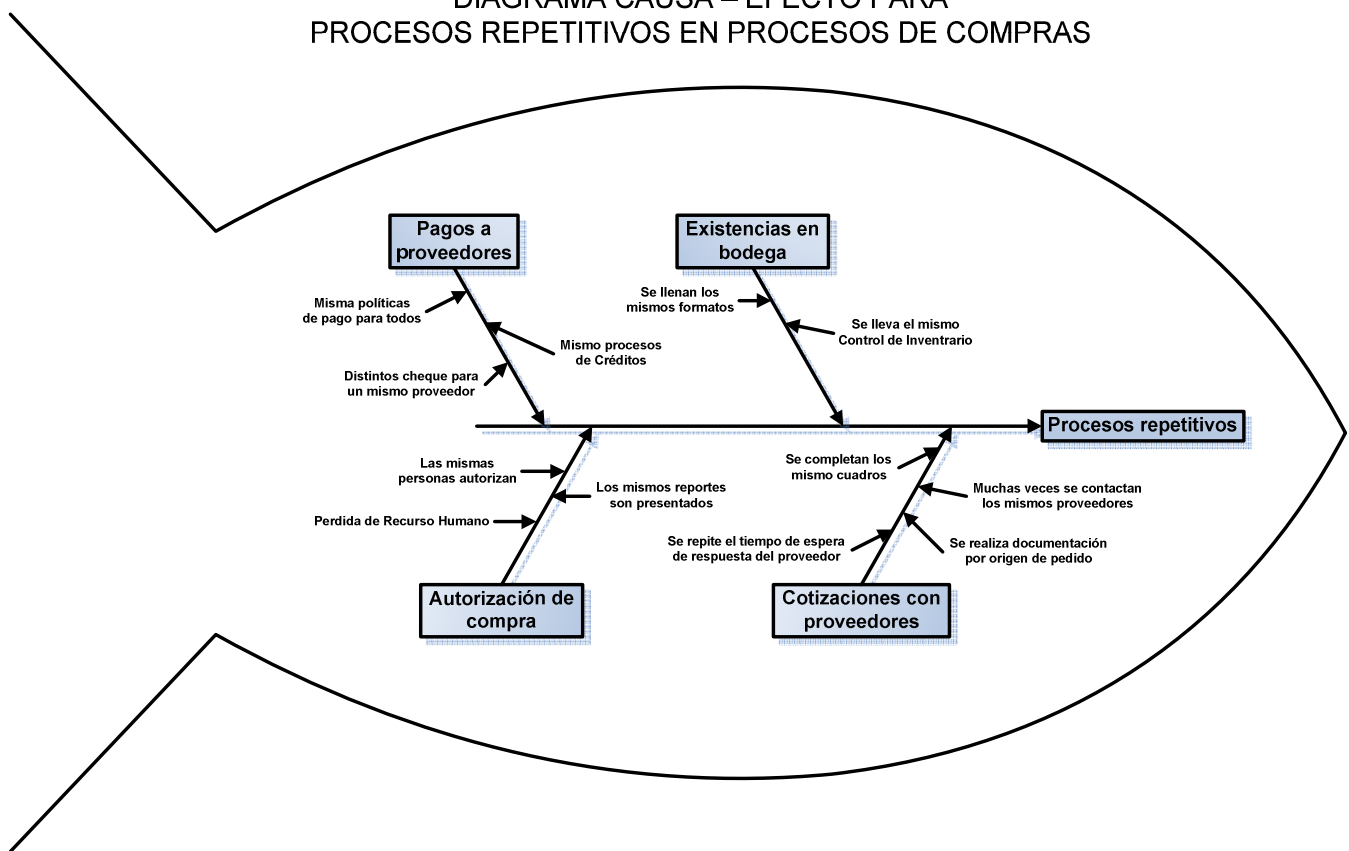 DIAGRAMA CAUSA – EFECTO PARA
PROCESOS REPETITIVOS EN PROCESOS DE COMPRAS
Pagos a
proveedores
Existencias en
bodega
Misma políticas
de pago para todos
Mismo procesos
de Créditos
Distintos cheque para
un mismo proveedor
Se llenan los
mismos formatos
Se lleva el mismo
Control de Inventrario
Procesos repetitivos
Las mismas
personas autorizan
Los mismos reportes
son presentados
Perdida de Recurso Humano
Se completan los
mismo cuadros
Muchas veces se contactan
los mismos proveedores
Se repite el tiempo de espera
de respuesta del proveedor
Se realiza documentación
por origen de pedido
Autorización de
compra
Cotizaciones con
proveedores